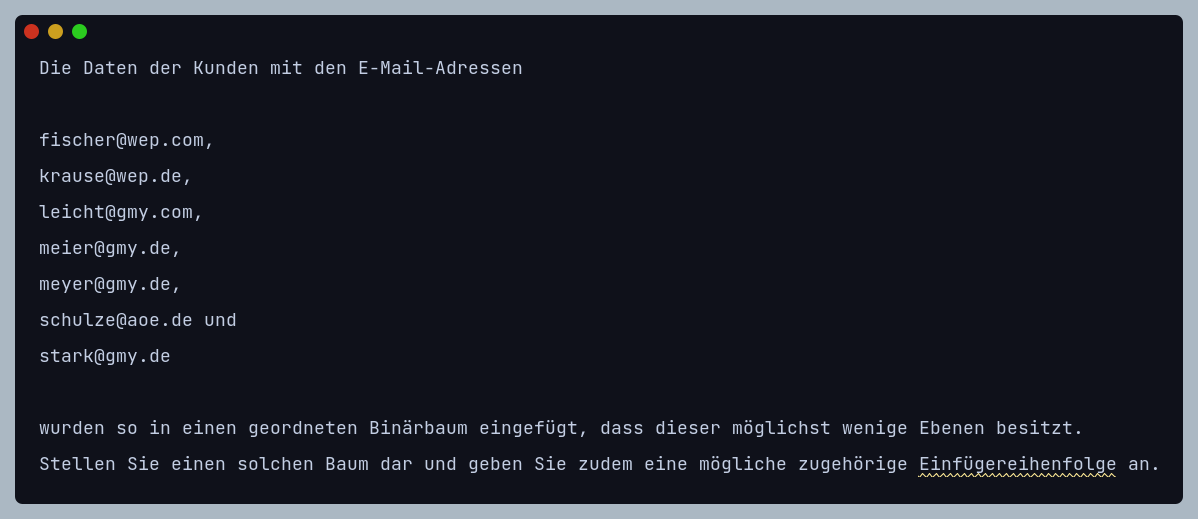 Die Daten der Kunden mit den E-Mail-Adressen
fischer@wep.com,
krause@wep.de,
leicht@gmy.com,
meier@gmy.de,
meyer@gmy.de,
schulze@aoe.de und
stark@gmy.de
wurden so in einen geordneten Binärbaum eingefügt, dass dieser möglichst wenige Ebenen besitzt.
Stellen Sie einen solchen Baum dar und geben Sie zudem eine mögliche zugehörige Einfügereihenfolge an.